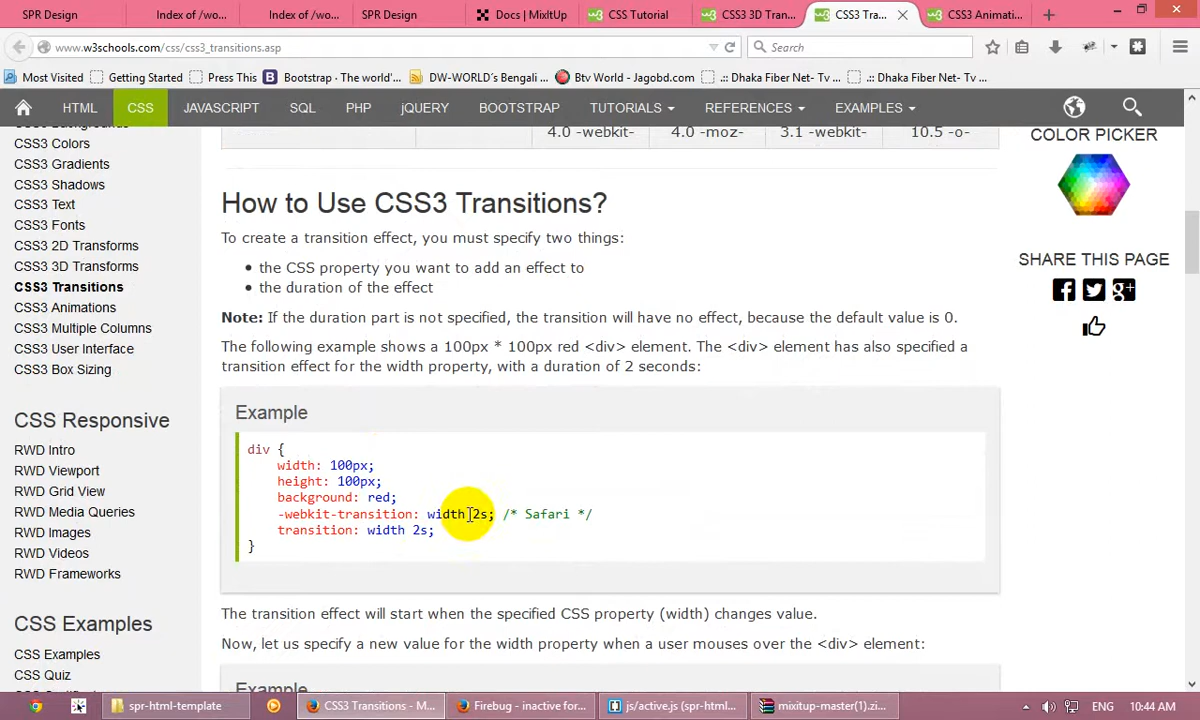 SPR Design
Index of /wo...
Index of /wo...
SPR Design
Docs | MixItUp
CSS Tutorial
CSS3 3D Tran...
CSS3 Tra...
CSS3 Animati...
www.w3schools.com/css/css3_transitions.asp
Search
Most Visited
Getting Started
Press This
Bootstrap · The world'...
DW-WORLD's Bengali ...
Btv World - Jagobd.com
.:: Dhaka Fiber Net- Tv ...
.:: Dhaka Fiber Net- Tv ...
HTML
CSS
JAVASCRIPT
SQL
PHP
jQUERY
BOOTSTRAP
TUTORIALS
REFERENCES
EXAMPLES
CSS3 Colors
CSS3 Gradients
CSS3 Shadows
CSS3 Text
CSS3 Fonts
CSS3 2D Transforms
CSS3 3D Transforms
CSS3 Transitions
CSS3 Animations
CSS3 Multiple Columns
CSS3 User Interface
CSS3 Box Sizing
CSS Responsive
RWD Intro
RWD Viewport
RWD Grid View
RWD Media Queries
RWD Images
RWD Videos
RWD Frameworks
CSS Examples
CSS Examples
CSS Quiz
4.0 -webkit-
4.0 -moz-
3.1 -webkit-
10.5 -o-
How to Use CSS3 Transitions?
To create a transition effect, you must specify two things:
the CSS property you want to add an effect to
the duration of the effect
Note: If the duration part is not specified, the transition will have no effect, because the default value is 0.
The following example shows a 100px * 100px red <div> element. The <div> element has also specified a
transition effect for the width property, with a duration of 2 seconds:
Example
div {
width: 100px;
height: 100px;
background: red;
-webkit-transition: width 2s; /* Safari */
transition: width 2s;
}
The transition effect will start when the specified CSS property (width) changes value.
Now, let us specify a new value for the width property when a user mouses over the <div> element:
Example
COLOR PICKER
SHARE THIS PAGE
spr-html-template
CSS3 Transitions - M...
Firebug - inactive for...
js/active.js (spr-html...
mixitup-master(1).zi...
ENG
10:44 AM